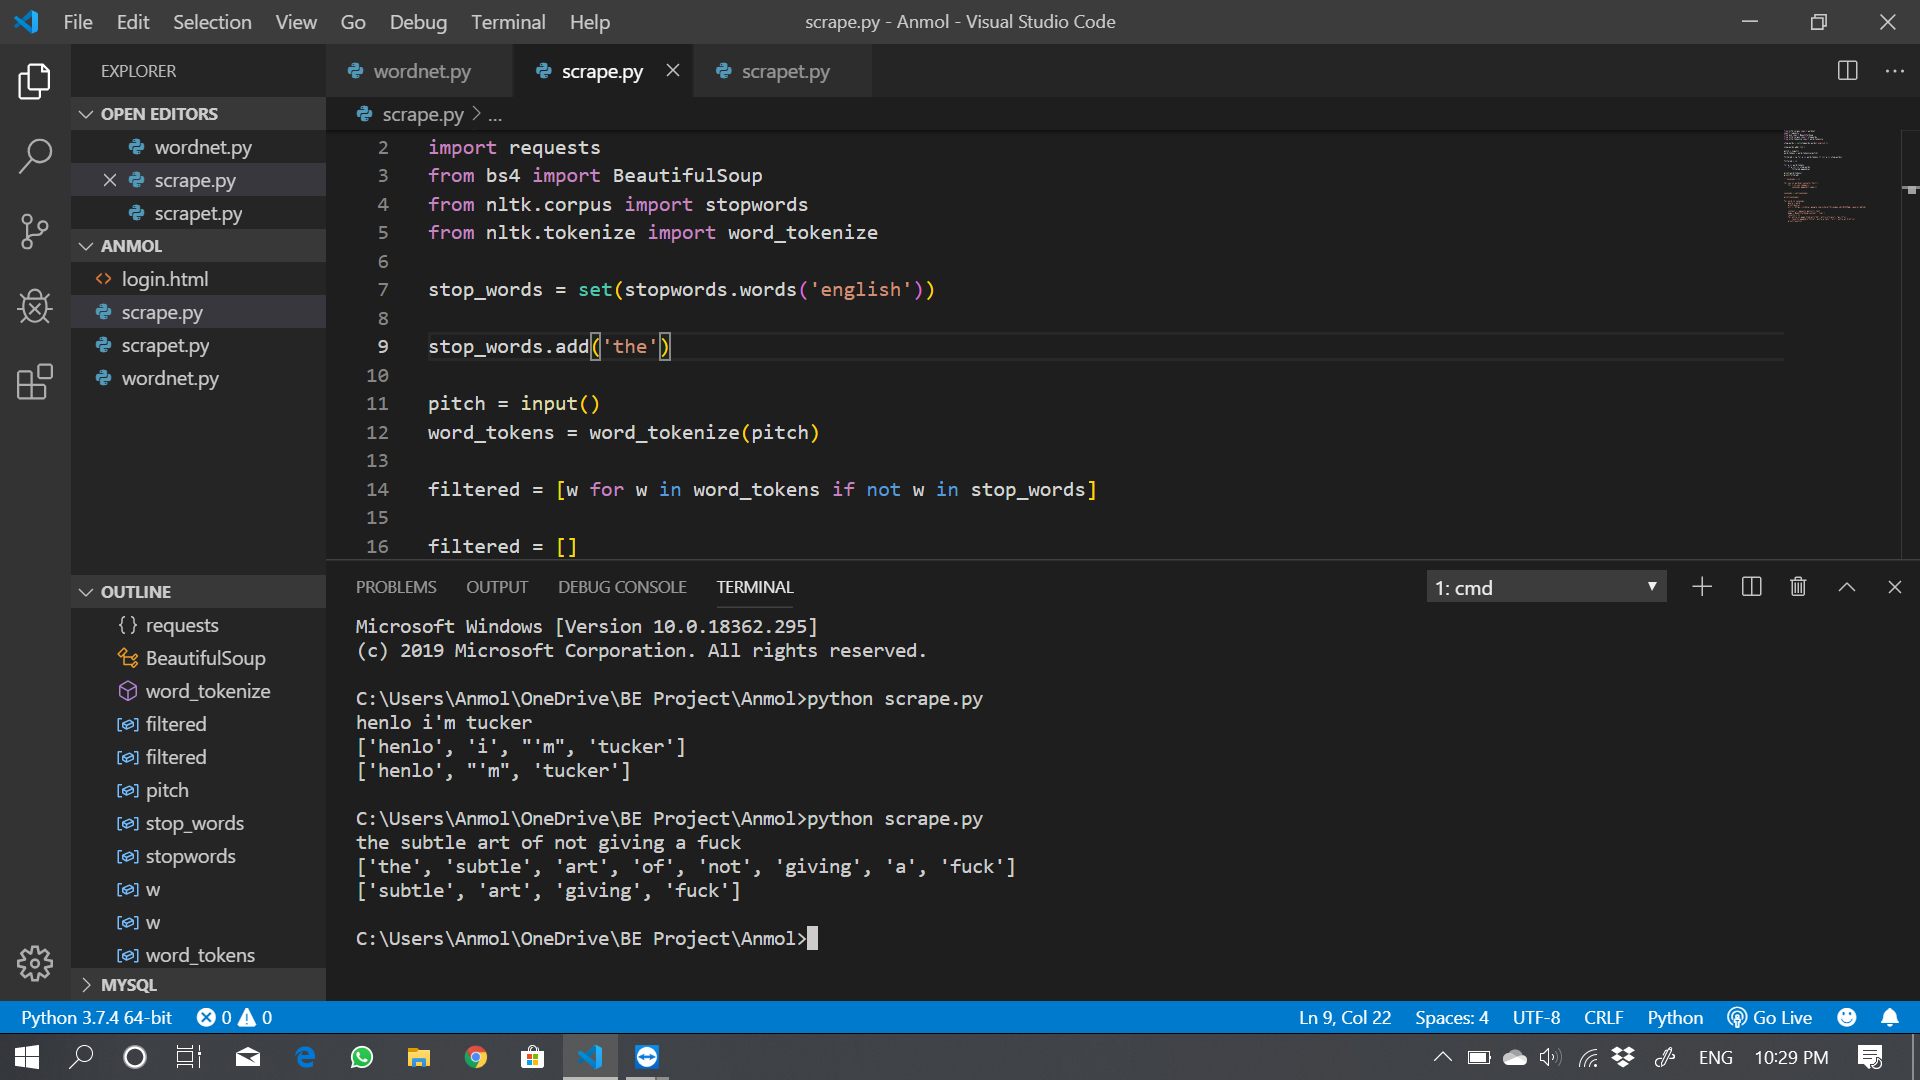 File Edit Selection View Go Debug Terminal Help
scrape.py - Anmol - Visual Studio Code
EXPLORER
OPEN EDITORS
wordnet.py
scrape.py
scrapet.py
ANMOL
login.html
scrape.py
scrapet.py
wordnet.py
OUTLINE
{} requests
BeautifulSoup
word_tokenize
filtered
filtered
pitch
stop_words
stopwords
w
w
word_tokens
MYSQL
wordnet.py scrape.py scrapet.py
scrape.py > ...
2 import requests
3 from bs4 import BeautifulSoup
4 from nltk.corpus import stopwords
5 from nltk.tokenize import word_tokenize
6
7 stop_words = set(stopwords.words('english'))
8
9 stop_words.add('the')
10
11 pitch = input()
12 word_tokens = word_tokenize(pitch)
13
14 filtered = [w for w in word_tokens if not w in stop_words]
15
16 filtered = []
PROBLEMS OUTPUT DEBUG CONSOLE TERMINAL
1: cmd
Microsoft Windows [Version 10.0.18362.295]
(c) 2019 Microsoft Corporation. All rights reserved.
C:\Users\Anmol\OneDrive\BE Project\Anmol>python scrape.py
henlo i'm tucker
['henlo', 'i', "'m", 'tucker']
['henlo', "'m", 'tucker']
C:\Users\Anmol\OneDrive\BE Project\Anmol>python scrape.py
the subtle art of not giving a fuck
['the', 'subtle', 'art', 'of', 'not', 'giving', 'a', 'fuck']
['subtle', 'art', 'giving', 'fuck']
C:\Users\Anmol\OneDrive\BE Project\Anmol>
Python 3.7.4 64-bit 0 0
Ln 9, Col 22 Spaces: 4 UTF-8 CRLF Python Go Live
ENG 10:29 PM